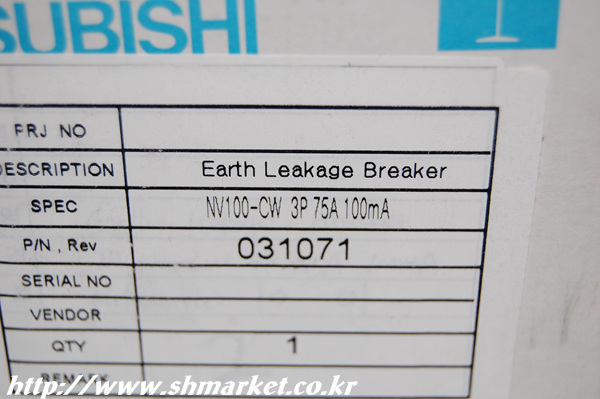 SUBISHI
PRJ NO
DESCRIPTION Earth Leakage Breaker
SPEC NV100-CW 3P 75A 100mA
P/N , Rev 031071
SERIAL NO
VENDOR
QTY 1
REMARK
http://www.shmarket.co.kr